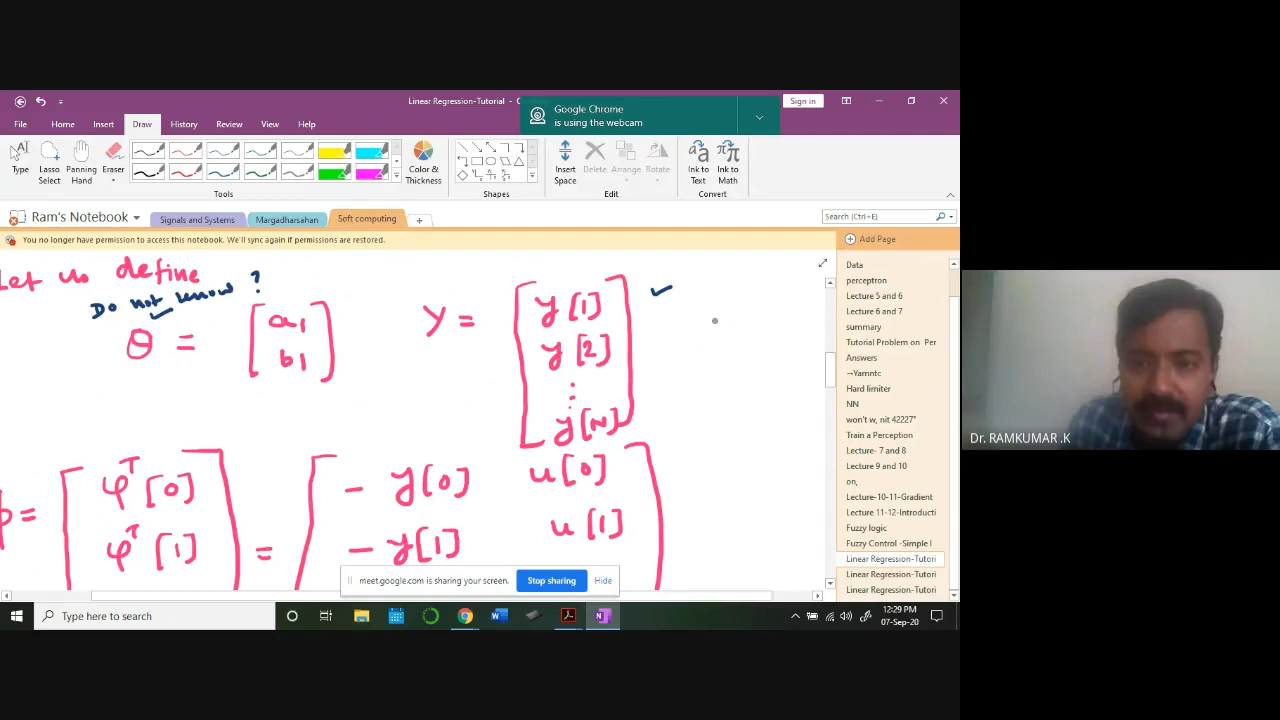 Linear Regression-Tutorial - O
Google Chrome
is using the webcam
Sign in
File Home Insert Draw History Review View Help
Type
Lasso Select
Panning Hand
Eraser
Color & Thickness
Insert Space
Delete
Arrange
Rotate
Ink to Text
Ink to Math
Tools
Shapes
Edit
Convert
Ram's Notebook
Signals and Systems
Margadharsahan
Soft computing
Search (Ctrl+E)
You no longer have permission to access this notebook. We'll sync again if permissions are restored.
Add Page
Let us define
Do not know ?
θ = [a1
b1]
Y = [y[1]
y[2]
⋮
y[N]]
φ = [φᵀ[0]
φᵀ[1]
= [- y[0] u[0]
- y[1] u[1]
Data
perceptron
Lecture 5 and 6
Lecture 6 and 7
summary
Tutorial Problem on Per
Answers
→Yamntc
Hard limiter
NN
won't w, nit 42227"
Train a Perception
Lecture- 7 and 8
Lecture 9 and 10
on,
Lecture-10-11-Gradient
Lecture 11-12-Introducti
Fuzzy logic
Fuzzy Control -Simple I
Linear Regression-Tutori
Linear Regression-Tutori
Linear Regression-Tutori
meet.google.com is sharing your screen.
Stop sharing
Hide
Type here to search
12:29 PM
07-Sep-20
Dr. RAMKUMAR .K